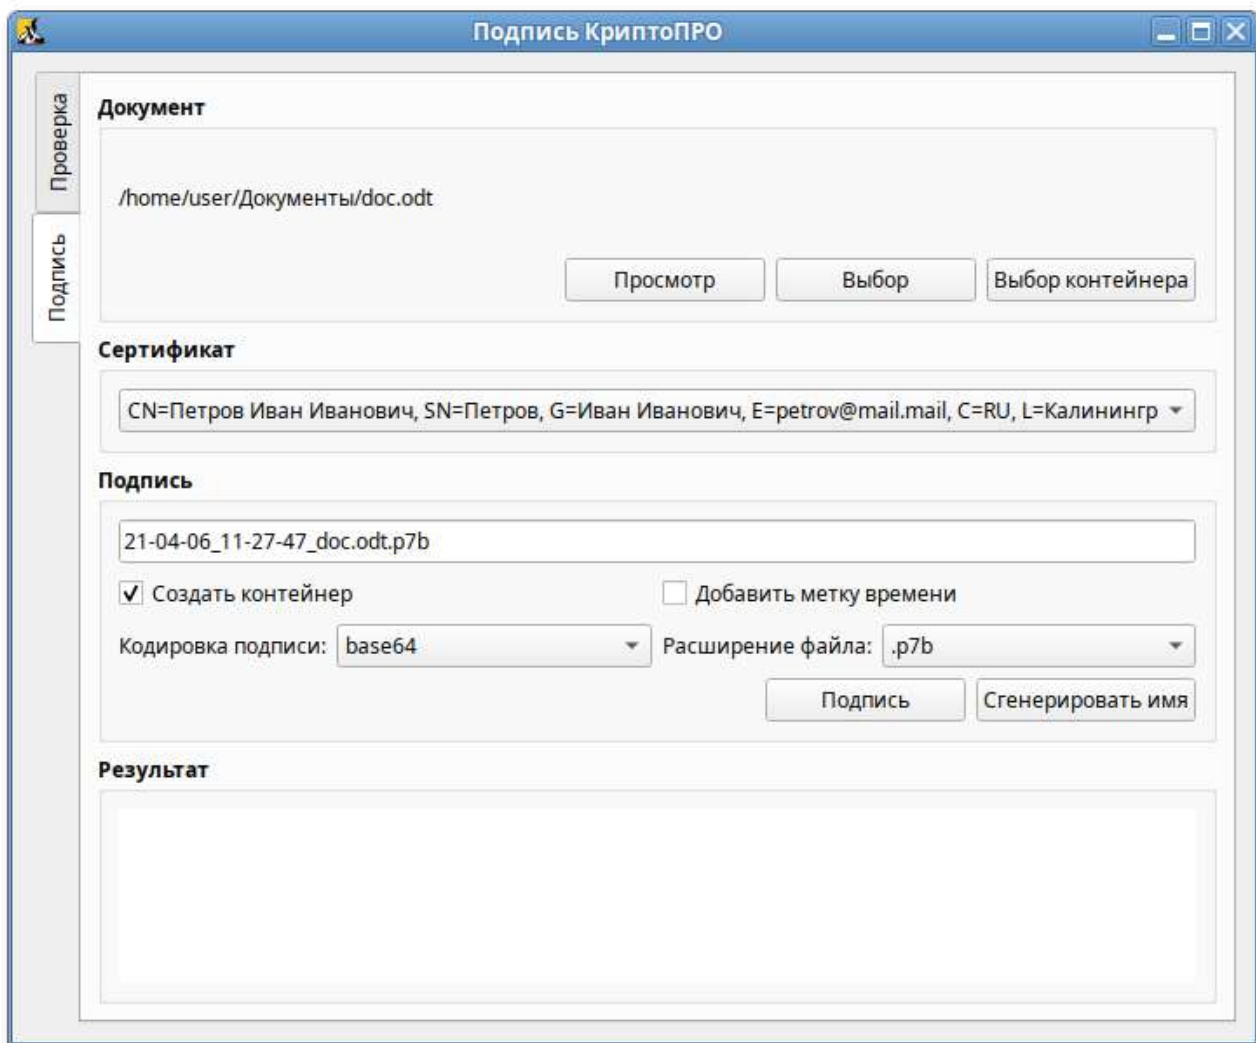 Подпись КриптоПРО
Проверка
Подпись
Документ
/home/user/Документы/doc.odt
Просмотр
Выбор
Выбор контейнера
Сертификат
CN=Петров Иван Иванович, SN=Петров, G=Иван Иванович, E=petrov@mail.mail, C=RU, L=Калинингр
Подпись
21-04-06_11-27-47_doc.odt.p7b
Создать контейнер
Добавить метку времени
Кодировка подписи: base64
Расширение файла: .p7b
Подпись
Сгенерировать имя
Результат